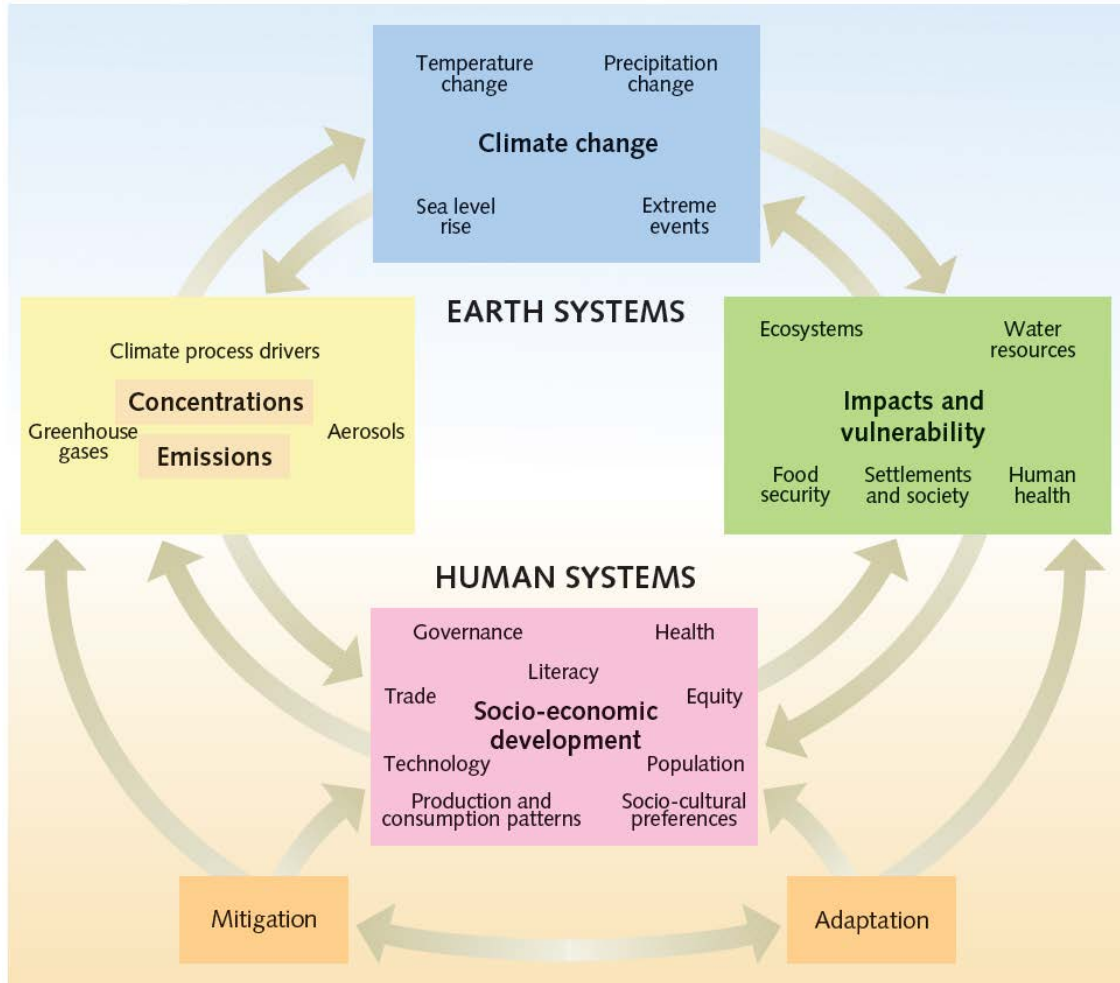 Temperature
change
Precipitation
change
Climate change
Sea level
rise
Extreme
events
EARTH SYSTEMS
Climate process drivers
Concentrations
Greenhouse
gases
Emissions
Aerosols
Ecosystems
Water
resources
Impacts and
vulnerability
Food
security
Settlements
and society
Human
health
HUMAN SYSTEMS
Governance
Health
Literacy
Trade
Equity
Socio-economic
development
Technology
Population
Production and
consumption patterns
Socio-cultural
preferences
Mitigation
Adaptation